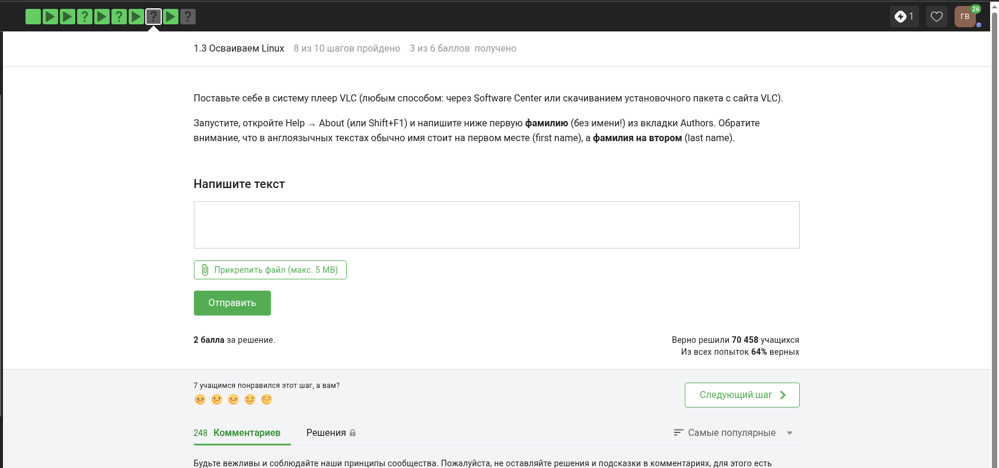 ? ? ? ?
1
ГВ
26
1.3 Осваиваем Linux 8 из 10 шагов пройдено 3 из 6 баллов получено
Поставьте себе в систему плеер VLC (любым способом: через Software Center или скачиванием установочного пакета с сайта VLC).
Запустите, откройте Help → About (или Shift+F1) и напишите ниже первую фамилию (без имени!) из вкладки Authors. Обратите
внимание, что в англоязычных текстах обычно имя стоит на первом месте (first name), а фамилия на втором (last name).
Напишите текст
Прикрепить файл (макс. 5 MB)
Отправить
2 балла за решение.
Верно решили 70 458 учащихся
Из всех попыток 64% верных
7 учащимся понравился этот шаг, а вам?
Следующий шаг
248 Комментариев Решения Самые популярные
Будьте вежливы и соблюдайте наши принципы сообщества. Пожалуйста, не оставляйте решения и подсказки в комментариях, для этого есть